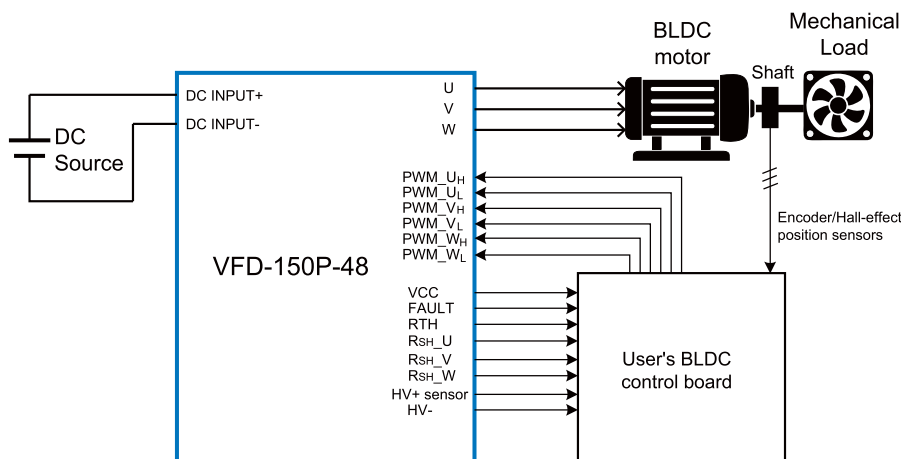 BLDC
motor
Mechanical
Load
Shaft
DC INPUT+
DC INPUT-
U
V
W
DC
Source
PWM_UH
PWM_UL
PWM_VH
PWM_VL
PWM_WH
PWM_WL
Encoder/Hall-effect
position sensors
VFD-150P-48
VCC
FAULT
RTH
RSH_U
RSH_V
RSH_W
HV+ sensor
HV-
User's BLDC
control board